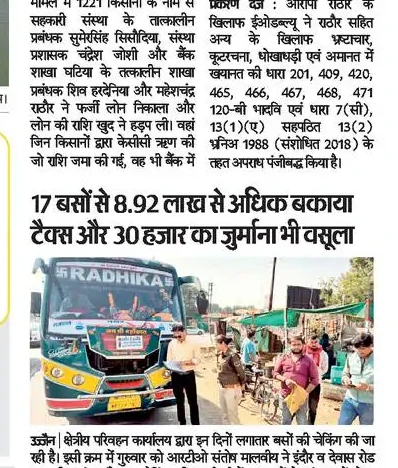 मामले में 1221 किसानों के नाम से
सहकारी संस्था के तात्कालीन
प्रबंधक सुमेरसिंह सिसौदिया, संस्था
प्रशासक चंद्रेश जोशी और बैंक
शाखा घटिया के तत्कालीन शाखा
प्रबंधक शिव हरदेनिया और महेशचंद्र
राठौर ने फर्जी लोन निकाला और
लोन की राशि खुद ने हड़प ली। वहां
जिन किसानों द्वारा केसीसी ऋण की
जो राशि जमा की गई, वह भी बैंक में
प्रकरण दर्ज : आरोपी राठौर के
खिलाफ ईओडब्ल्यू ने राठौर सहित
अन्य के खिलाफ भ्रष्टाचार,
कूटरचना, धोखाधड़ी एवं अमानत में
खयानत की धारा 201, 409, 420,
465, 466, 467, 468, 471
120-बी भादवि एवं धारा 7(सी),
13(1)(ए) सहपठित 13(2)
भ्रनिअ 1988 (संशोधित 2018) के
तहत अपराध पंजीबद्ध किया है।
17 बसों से 8.92 लाख से अधिक बकाया
टैक्स और 30 हजार का जुर्माना भी वसूला
RADHIKA
उज्जैन | क्षेत्रीय परिवहन कार्यालय द्वारा इन दिनों लगातार बसों की चेकिंग की जा
रही है। इसी क्रम में गुरुवार को आरटीओ संतोष मालवीय ने इंदौर व देवास रोड